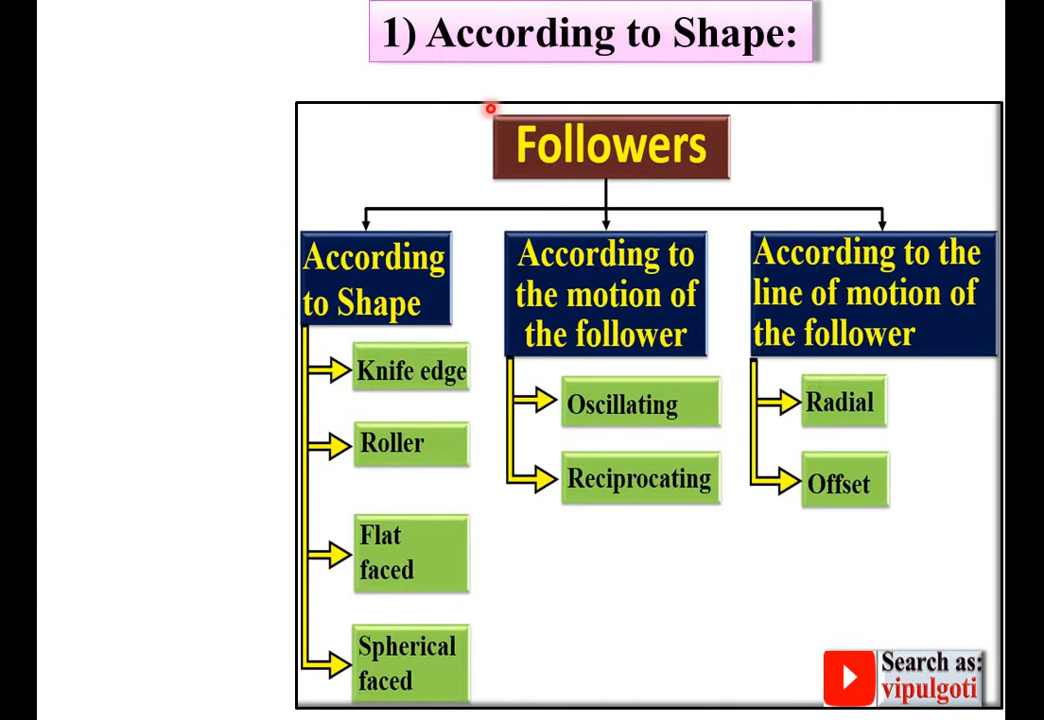 1) According to Shape:
Followers
According
to Shape
Knife edge
Roller
Flat
faced
Spherical
faced
According to
the motion of
the follower
Oscillating
Reciprocating
According to the
line of motion of
the follower
Radial
Offset
Search as:
vipulgoti